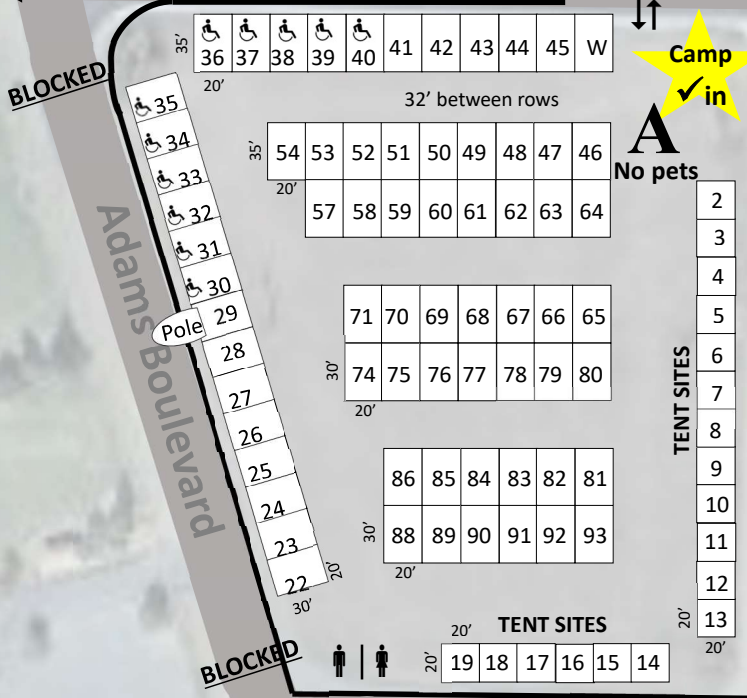 35'
36 37 38 39 40 41 42 43 44 45 W
20'
Camp
✓ in
BLOCKED
32' between rows
A
No pets
35'
54 53 52 51 50 49 48 47 46
20'
57 58 59 60 61 62 63 64
35
34
33
32
31
30
29
28
27
26
25
24
23
22
20'
30'
Pole
Adams Boulevard
71 70 69 68 67 66 65
30'
74 75 76 77 78 79 80
20'
86 85 84 83 82 81
30'
88 89 90 91 92 93
20'
TENT SITES
2
3
4
5
6
7
8
9
10
11
12
13
20'
20'
BLOCKED
20'
TENT SITES
20'
19 18 17 16 15 14